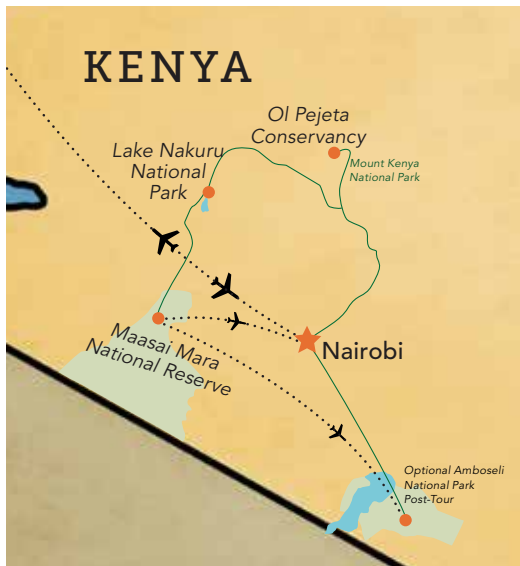 KENYA
Ol Pejeta
Conservancy
Lake Nakuru
National
Park
Mount Kenya
National Park
Nairobi
Maasai Mara
National Reserve
Optional Amboseli
National Park
Post-Tour